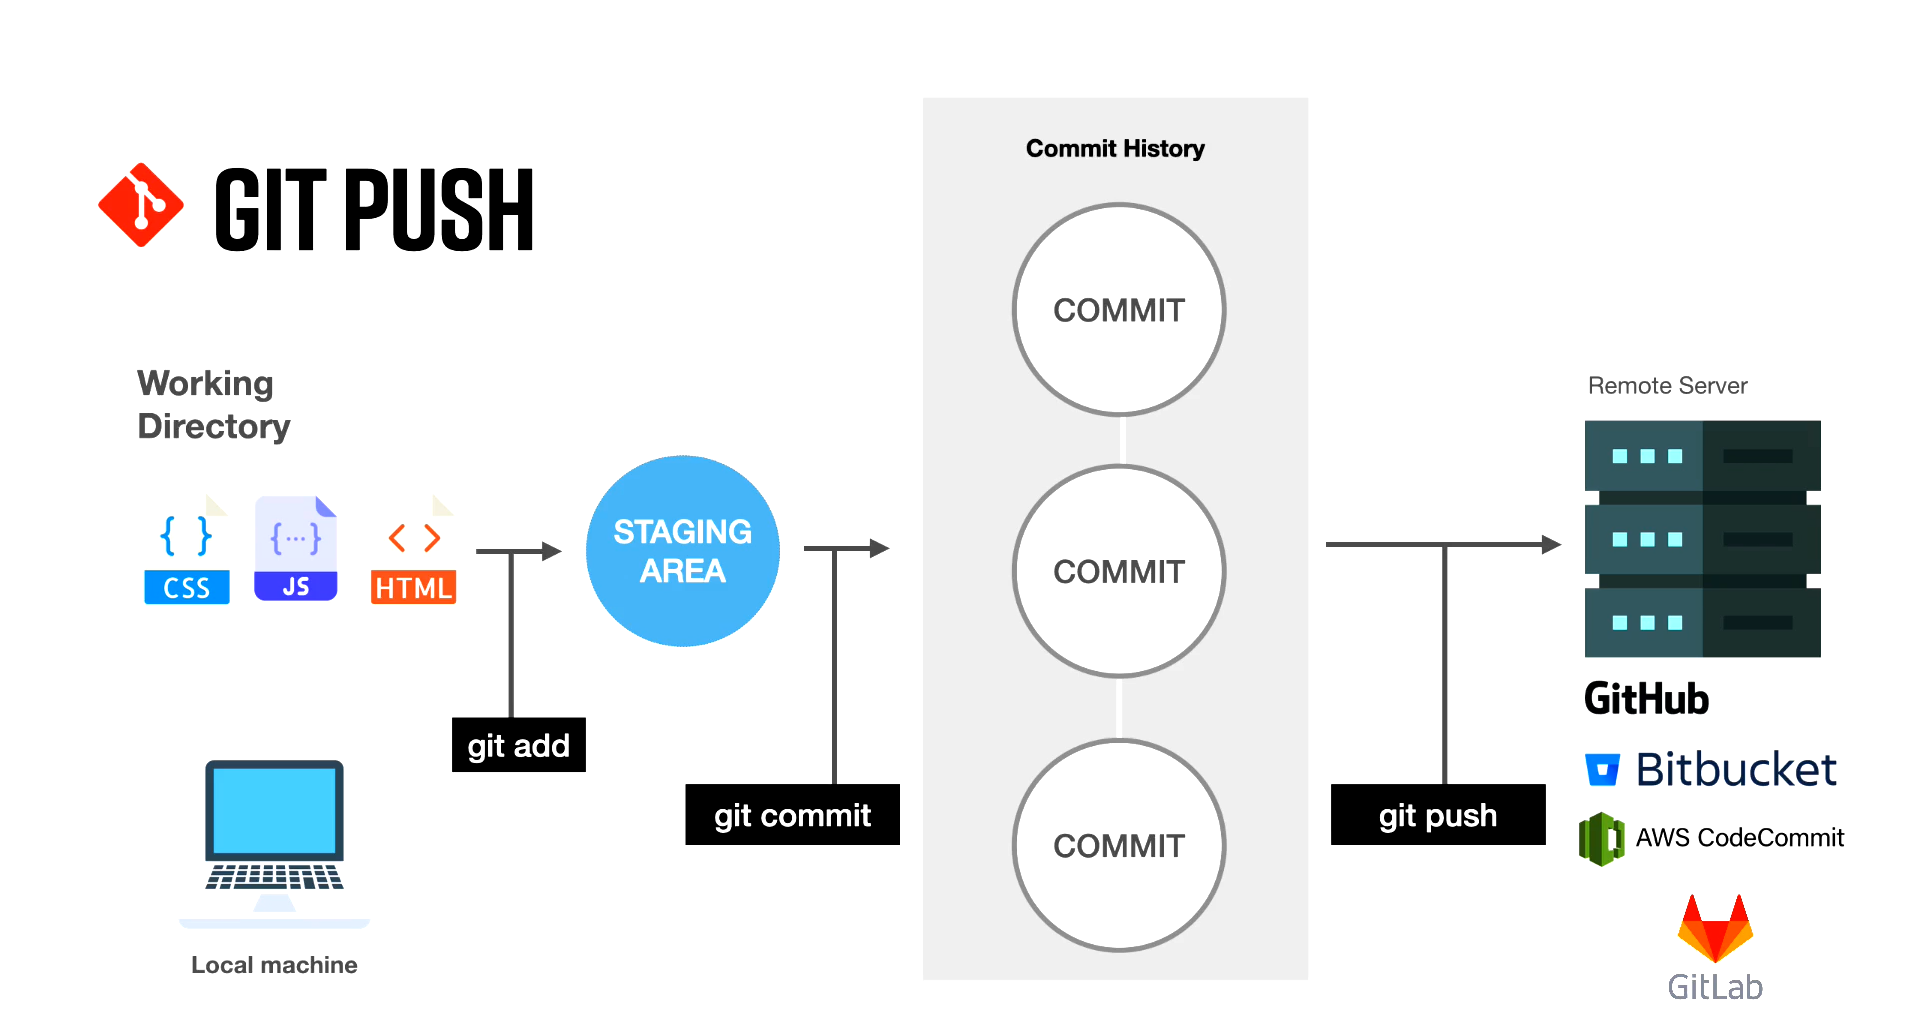 GIT PUSH
Working
Directory
{ }
CSS
{...}
JS
< >
HTML
Local machine
git add
STAGING
AREA
git commit
Commit History
COMMIT
COMMIT
COMMIT
git push
Remote Server
GitHub
Bitbucket
AWS CodeCommit
GitLab